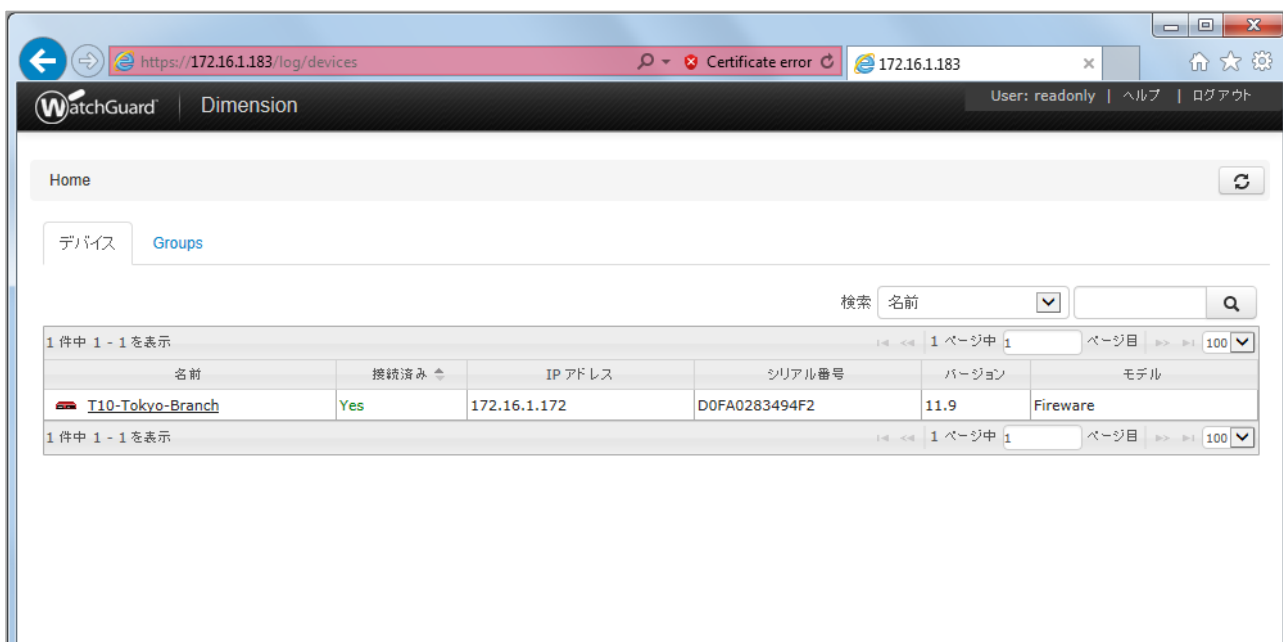 https://172.16.1.183/log/devices Certificate error 172.16.1.183
WatchGuard Dimension User: readonly | ヘルプ | ログアウト
Home
デバイス Groups
検索 名前
1 件中 1 - 1 を表示 1 ページ中 1 ページ目 100
名前 接続済み IP アドレス シリアル番号 バージョン モデル
T10-Tokyo-Branch Yes 172.16.1.172 D0FA0283494F2 11.9 Fireware
1 件中 1 - 1 を表示 1 ページ中 1 ページ目 100